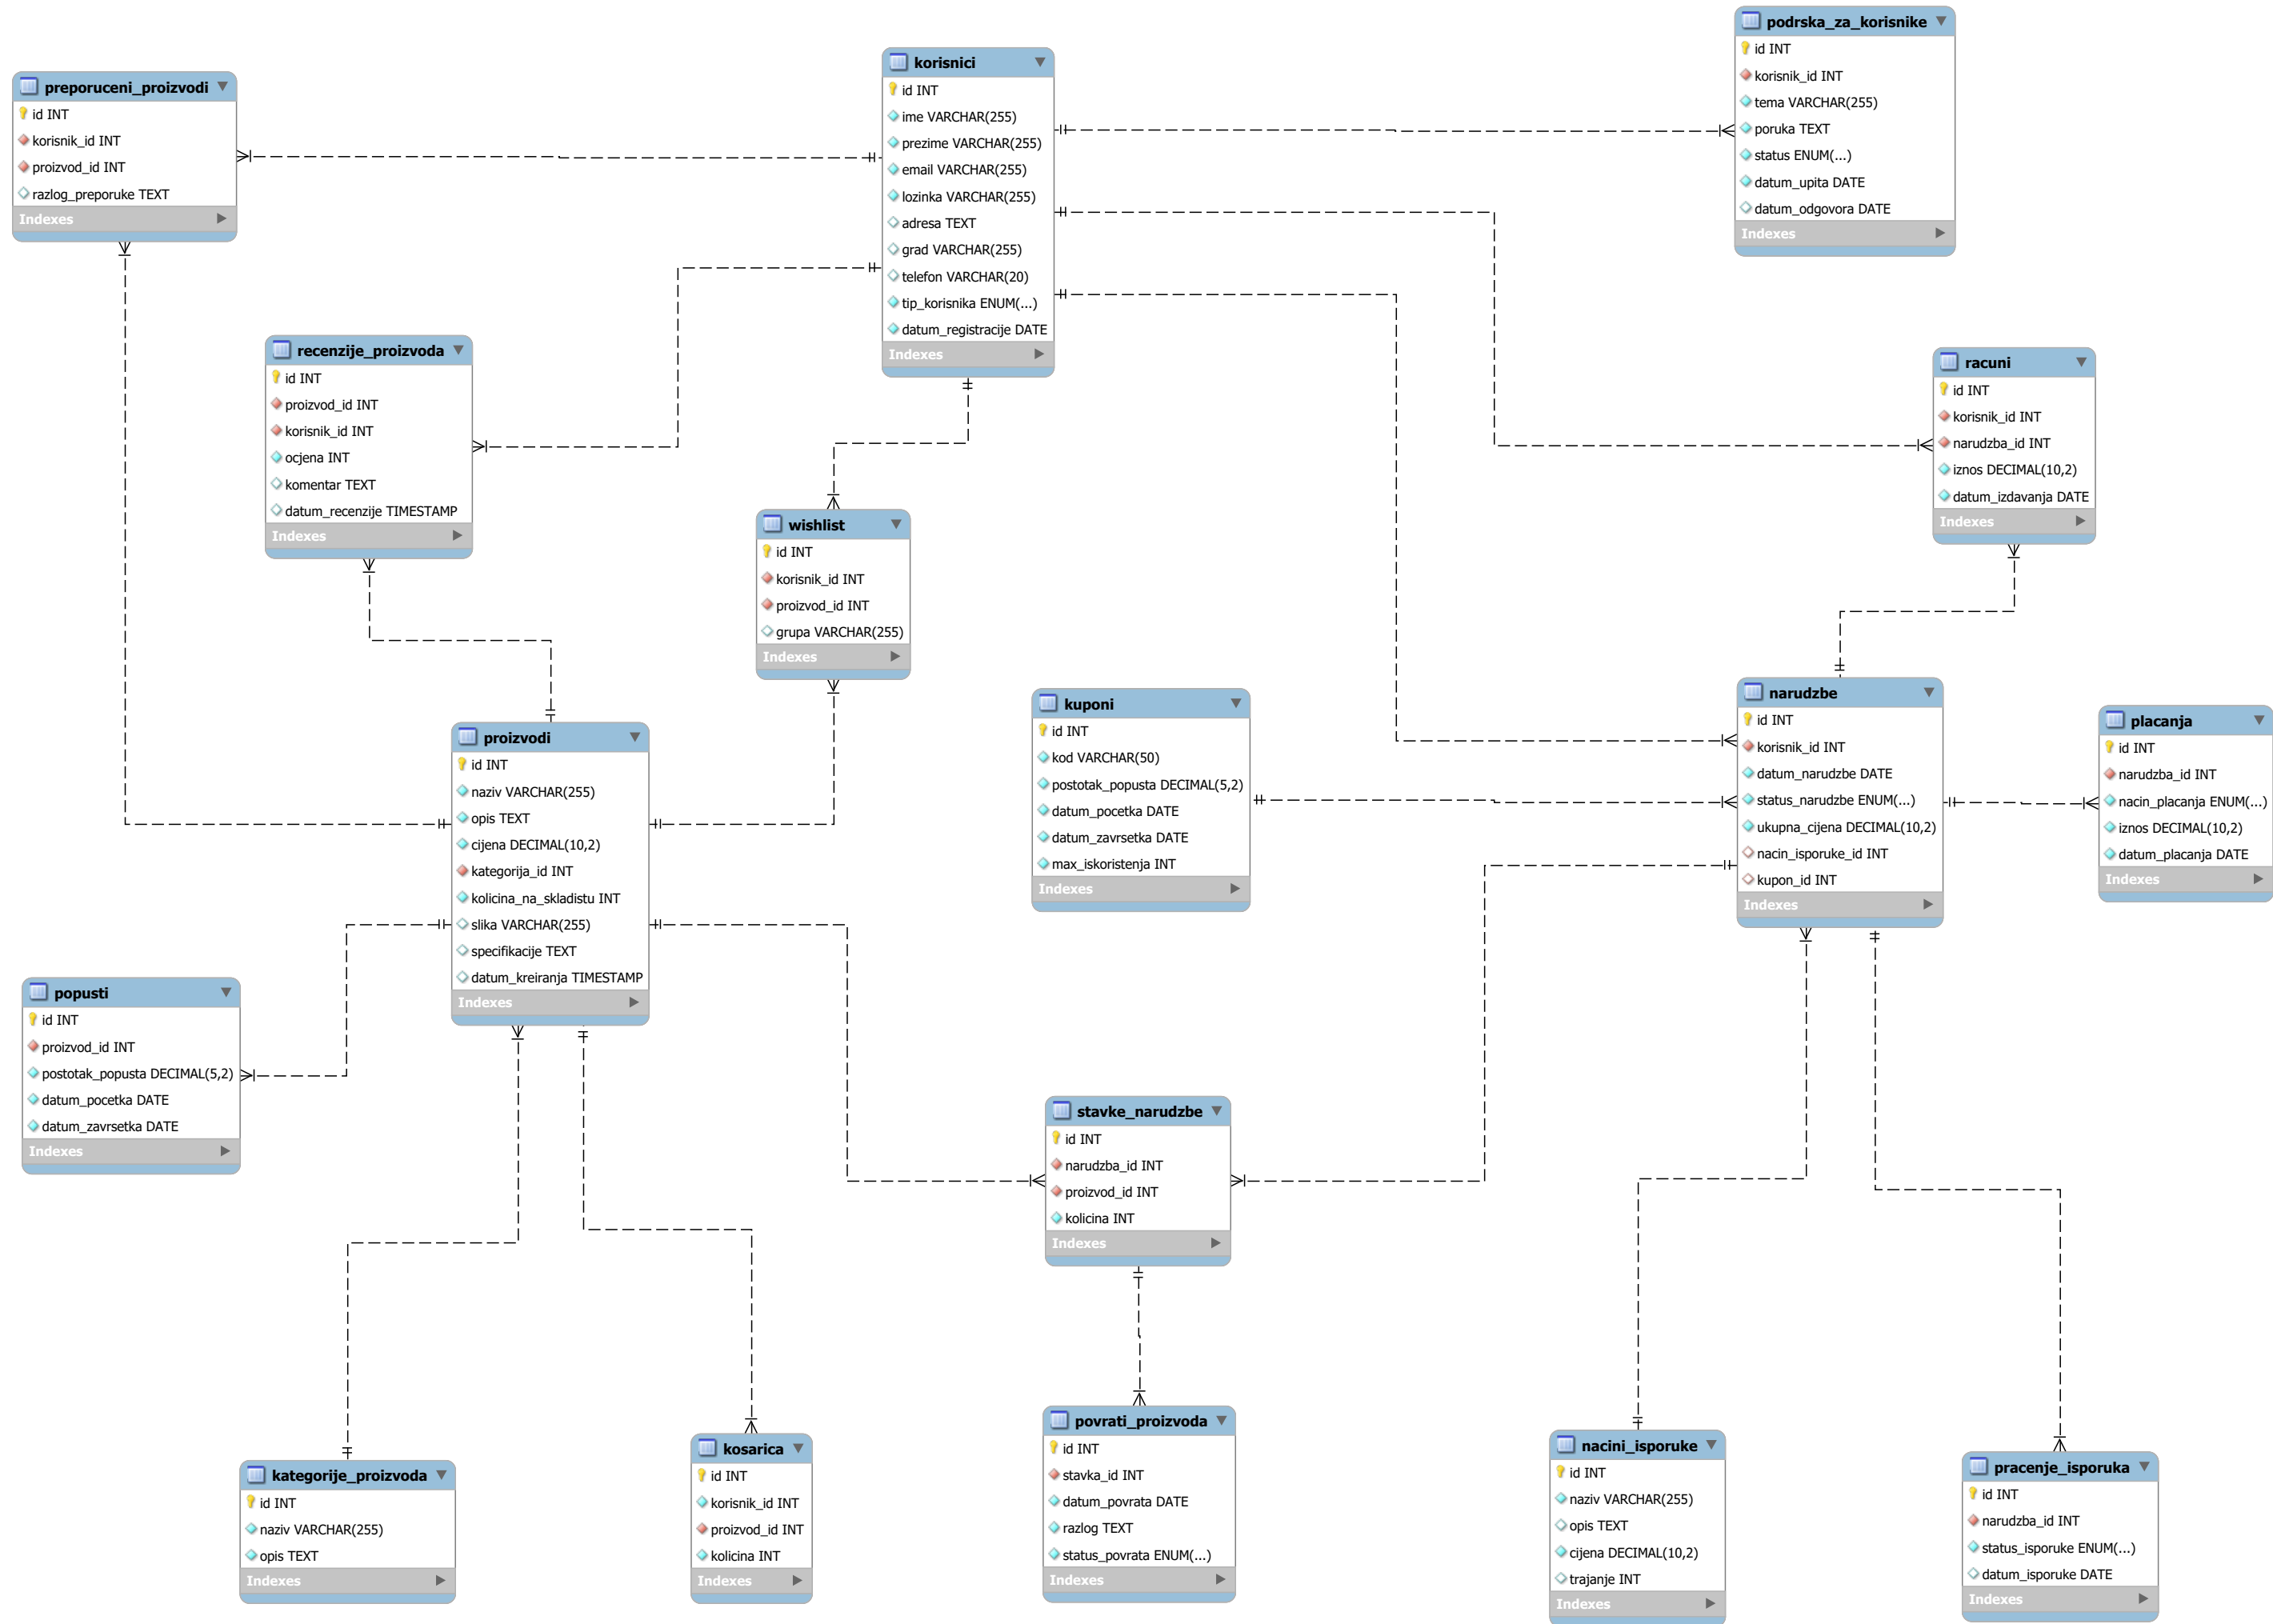 podrska_za_korisnike
id INT
korisnik_id INT
tema VARCHAR(255)
poruka TEXT
status ENUM(...)
datum_upita DATE
datum_odgovora DATE
Indexes
korisnici
id INT
ime VARCHAR(255)
prezime VARCHAR(255)
email VARCHAR(255)
lozinka VARCHAR(255)
adresa TEXT
grad VARCHAR(255)
telefon VARCHAR(20)
tip_korisnika ENUM(...)
datum_registracije DATE
Indexes
preporuceni_proizvodi
id INT
korisnik_id INT
proizvod_id INT
razlog_preporuke TEXT
Indexes
recenzije_proizvoda
id INT
proizvod_id INT
korisnik_id INT
ocjena INT
komentar TEXT
datum_recenzije TIMESTAMP
Indexes
racuni
id INT
korisnik_id INT
narudzba_id INT
iznos DECIMAL(10,2)
datum_izdavanja DATE
Indexes
wishlist
id INT
korisnik_id INT
proizvod_id INT
grupa VARCHAR(255)
Indexes
kuponi
id INT
kod VARCHAR(50)
postotak_popusta DECIMAL(5,2)
datum_pocetka DATE
datum_zavrsetka DATE
max_iskoristenja INT
Indexes
narudzbe
id INT
korisnik_id INT
datum_narudzbe DATE
status_narudzbe ENUM(...)
ukupna_cijena DECIMAL(10,2)
nacin_isporuke_id INT
kupon_id INT
Indexes
placanja
id INT
narudzba_id INT
nacin_placanja ENUM(...)
iznos DECIMAL(10,2)
datum_placanja DATE
Indexes
proizvodi
id INT
naziv VARCHAR(255)
opis TEXT
cijena DECIMAL(10,2)
kategorija_id INT
kolicina_na_skladistu INT
slika VARCHAR(255)
specifikacije TEXT
datum_kreiranja TIMESTAMP
Indexes
popusti
id INT
proizvod_id INT
postotak_popusta DECIMAL(5,2)
datum_pocetka DATE
datum_zavrsetka DATE
Indexes
stavke_narudzbe
id INT
narudzba_id INT
proizvod_id INT
kolicina INT
Indexes
kategorije_proizvoda
id INT
naziv VARCHAR(255)
opis TEXT
Indexes
kosarica
id INT
korisnik_id INT
proizvod_id INT
kolicina INT
Indexes
povrati_proizvoda
id INT
stavka_id INT
datum_povrata DATE
razlog TEXT
status_povrata ENUM(...)
Indexes
nacini_isporuke
id INT
naziv VARCHAR(255)
opis TEXT
cijena DECIMAL(10,2)
trajanje INT
Indexes
pracenje_isporuka
id INT
narudzba_id INT
status_isporuke ENUM(...)
datum_isporuke DATE
Indexes